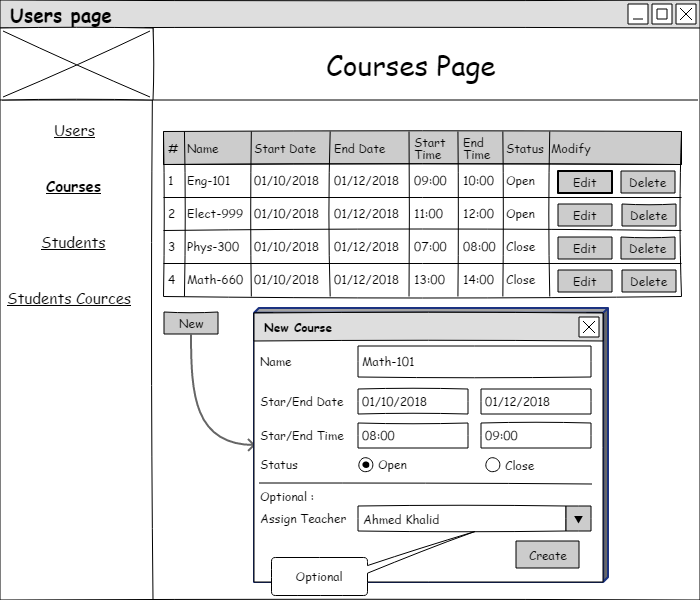 Users page
Courses Page
Users
Courses
Students
Students Cources
# Name Start Date End Date Start Time End Time Status Modify
1 Eng-101 01/10/2018 01/12/2018 09:00 10:00 Open Edit Delete
2 Elect-999 01/10/2018 01/12/2018 11:00 12:00 Open Edit Delete
3 Phys-300 01/10/2018 01/12/2018 07:00 08:00 Close Edit Delete
4 Math-660 01/10/2018 01/12/2018 13:00 14:00 Close Edit Delete
New
New Course
Name Math-101
Star/End Date 01/10/2018 01/12/2018
Star/End Time 08:00 09:00
Status Open Close
Optional :
Assign Teacher Ahmed Khalid
Create
Optional